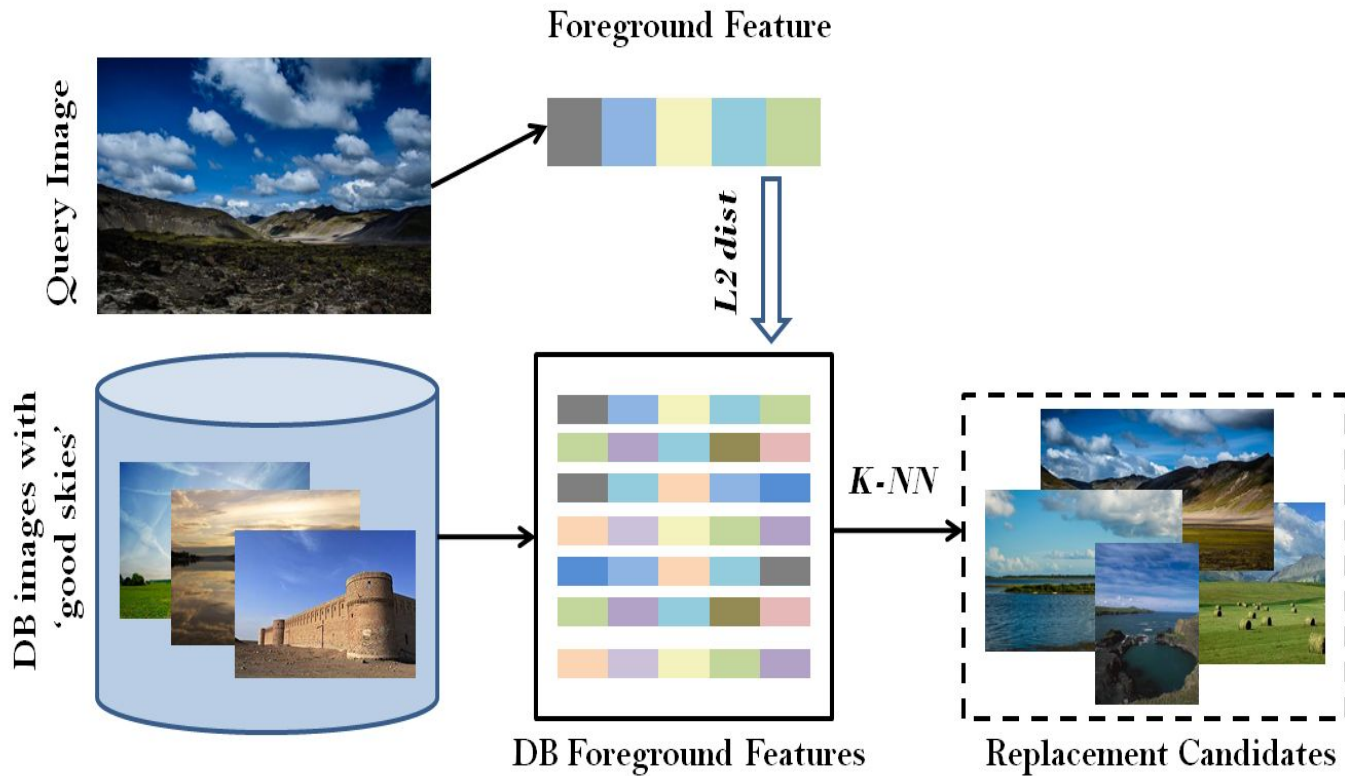 Foreground Feature
Query Image
L2 dist
DB images with
‘good skies’
K-NN
DB Foreground Features
Replacement Candidates